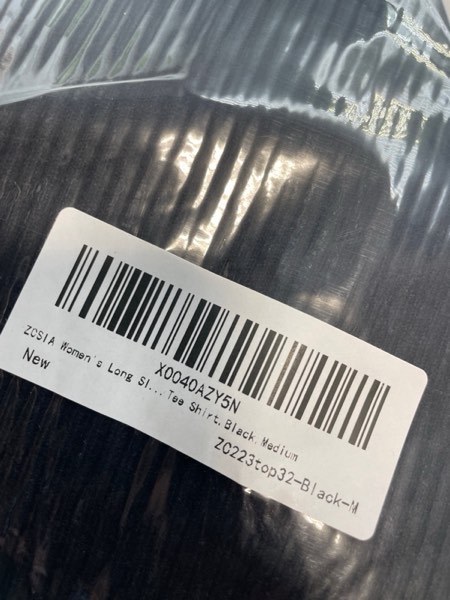 X0040AZY5N
ZCSIA Women's Long Sl... Tee Shirt,Black,Medium
New
ZC223top32-Black-M